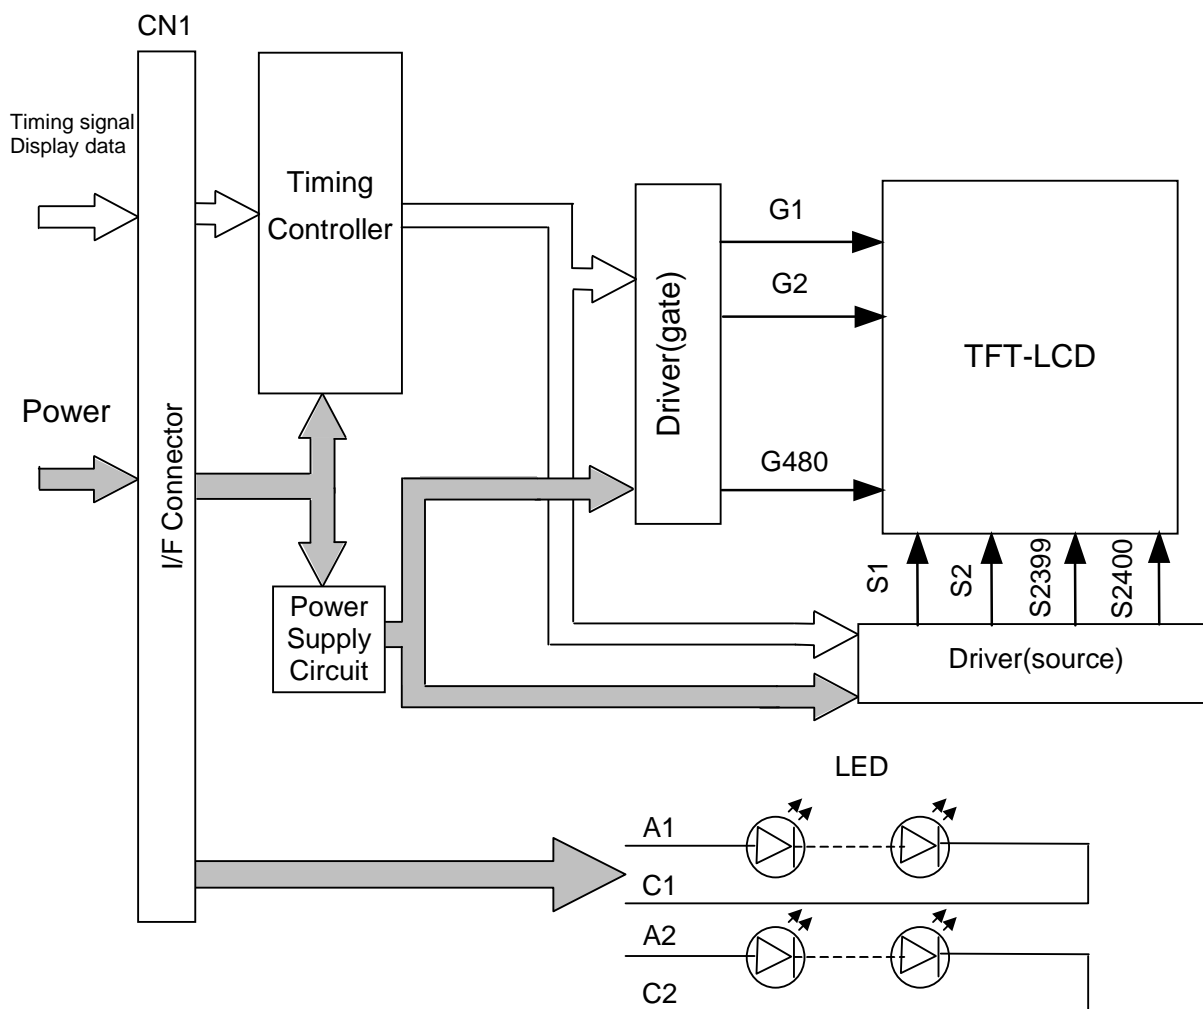 CN1
Timing signal
Display data
Timing
Controller
Power
I/F Connector
Power
Supply
Circuit
Driver(gate)
G1
G2
G480
TFT-LCD
S1
S2
S2399
S2400
Driver(source)
LED
A1
C1
A2
C2